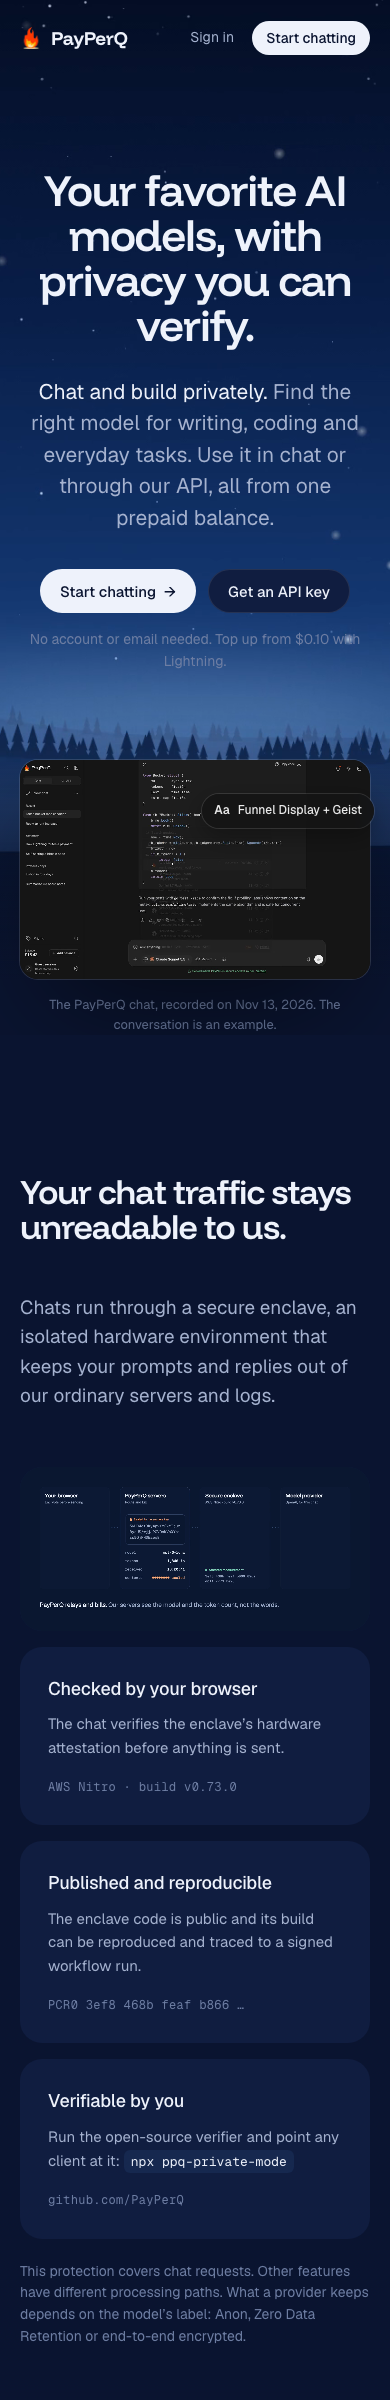 PayPerQ
Sign in
Start chatting
Your favorite AI
models, with
privacy you can
verify.
Chat and build privately. Find the
right model for writing, coding and
everyday tasks. Use it in chat or
through our API, all from one
prepaid balance.
Start chatting →
Get an API key
No account or email needed. Top up from $0.10 with
Lightning.
PayPerQ
Aa Funnel Display + Geist
The PayPerQ chat, recorded on Nov 13, 2026. The
conversation is an example.
Your chat traffic stays
unreadable to us.
Chats run through a secure enclave, an
isolated hardware environment that
keeps your prompts and replies out of
our ordinary servers and logs.
Your browser
PayPerQ servers
Secure enclave
Model provider
PayPerQ relays and bills. Our servers see the model and the token count, not the words.
Checked by your browser
The chat verifies the enclave's hardware
attestation before anything is sent.
AWS Nitro · build v0.73.0
Published and reproducible
The enclave code is public and its build
can be reproduced and traced to a signed
workflow run.
PCR0 3ef8 468b feaf b866 …
Verifiable by you
Run the open-source verifier and point any
client at it: npx ppq-private-mode
github.com/PayPerQ
This protection covers chat requests. Other features
have different processing paths. What a provider keeps
depends on the model's label: Anon, Zero Data
Retention or end-to-end encrypted.